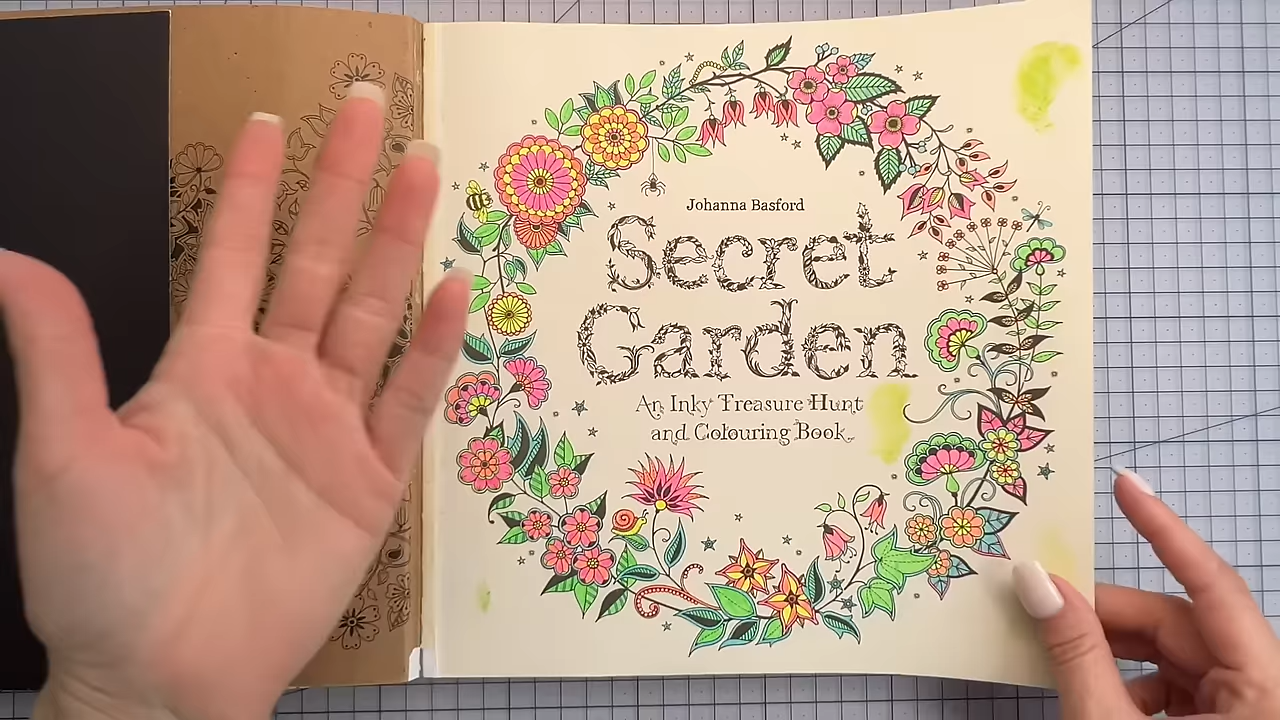 Johanna Basford
Secret
Garden
An Inky Treasure Hunt
and Colouring Book